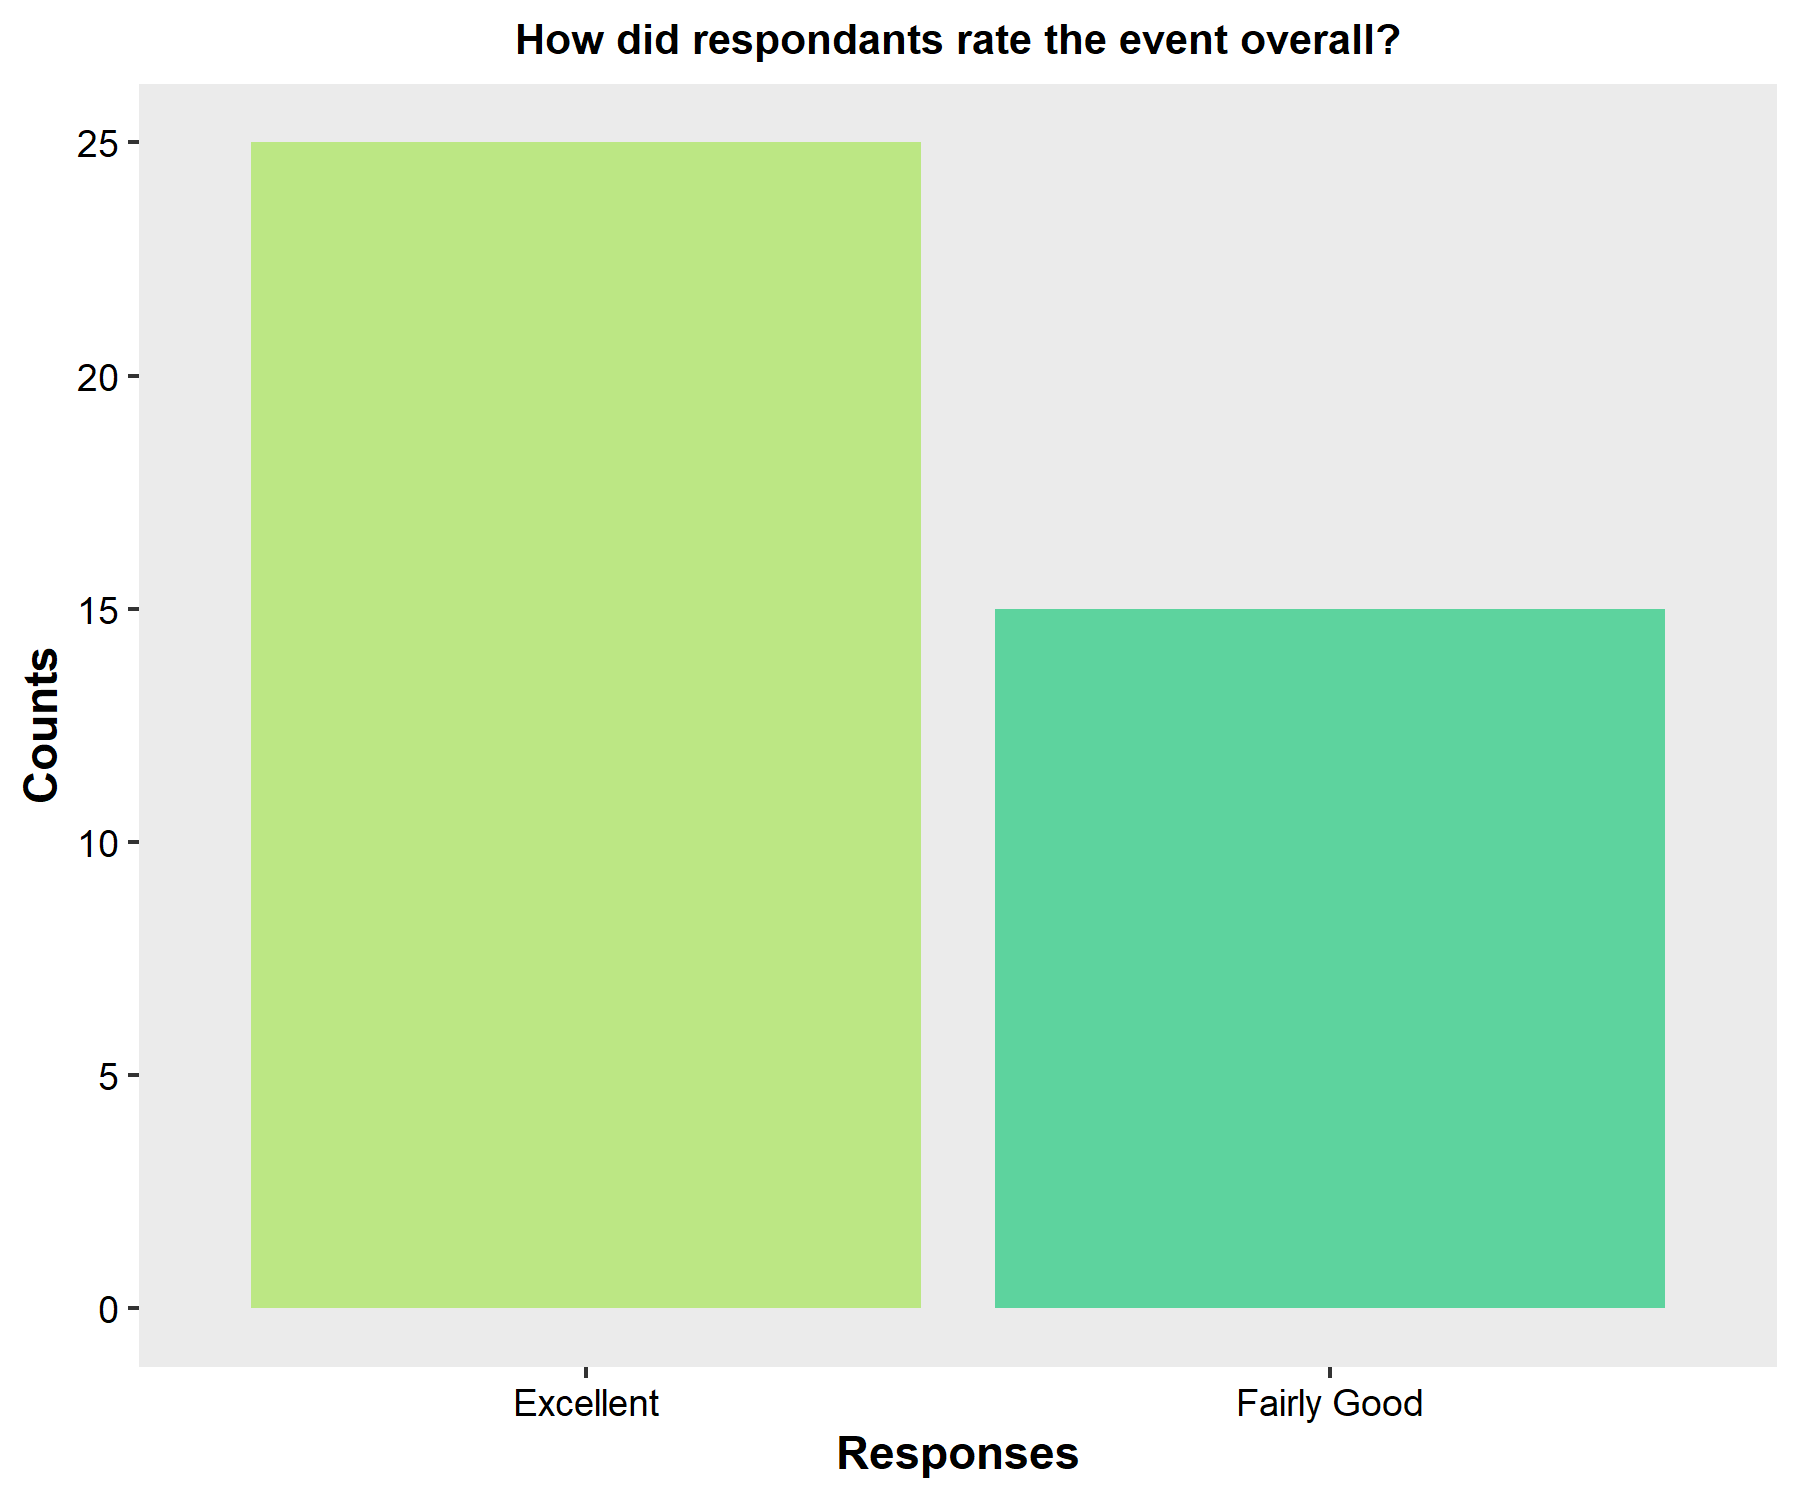 How did respondants rate the event overall?
25
20
15
10
5
0
Counts
Excellent
Fairly Good
Responses